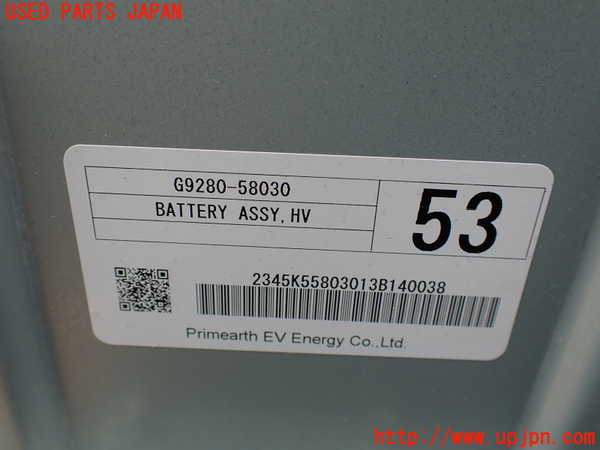 USED PARTS JAPAN
G9280-58030
BATTERY ASSY,HV
53
2345K55803013B140038
Primearth EV Energy Co.,Ltd.
http://www.upjpn.com/